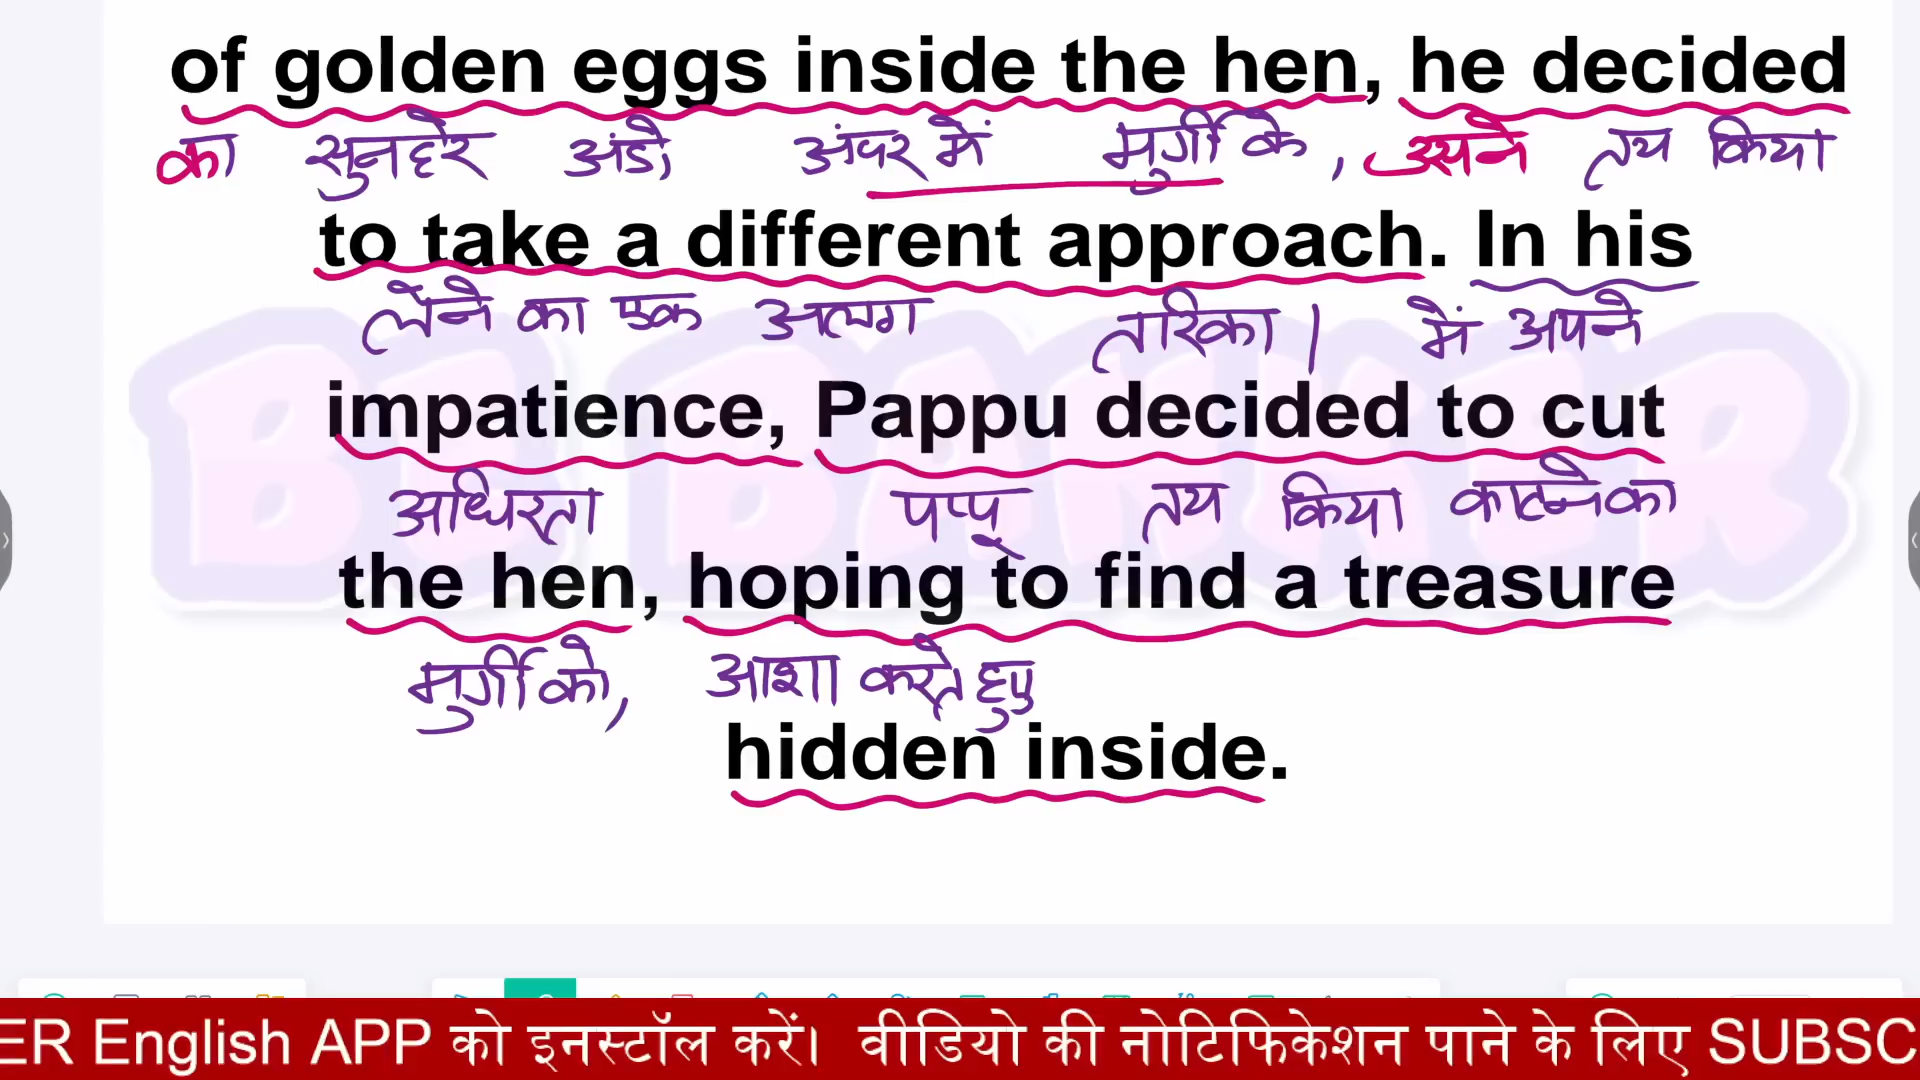 of golden eggs inside the hen, he decided
का सुनहरे अंडो अंदर में मुर्गी के, उसने तय किया
to take a different approach. In his
लेने का एक अलग तरिका। में अपने
impatience, Pappu decided to cut
अधिरता पप्पू तय किया काटने का
the hen, hoping to find a treasure
मुर्गी को, आशा करते हुए
hidden inside.
BE BANKER
ER English APP को इनस्टॉल करें। वीडियो की नोटिफिकेशन पाने के लिए SUBSC